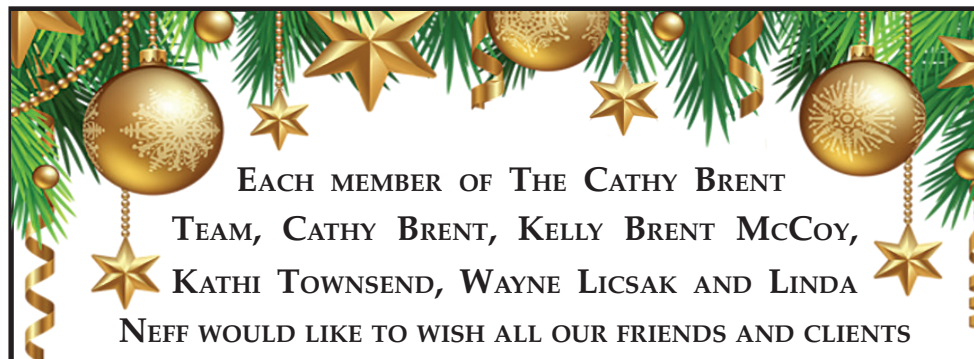 Each member of The Cathy Brent
Team, Cathy Brent, Kelly Brent McCoy,
Kathi Townsend, Wayne Licsak and Linda
Neff would like to wish all our friends and clients